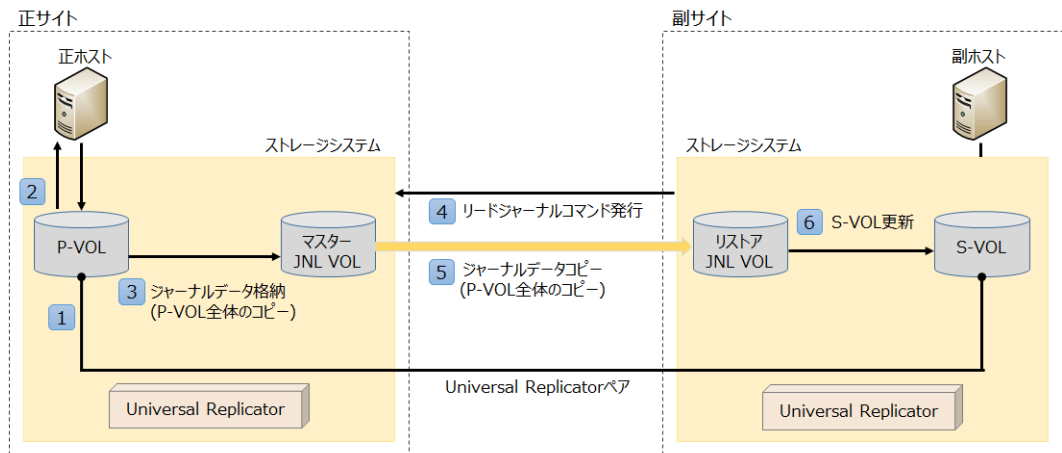 正サイト
副サイト
正ホスト
副ホスト
ストレージシステム
ストレージシステム
2
4 リードジャーナルコマンド発行
6 S-VOL更新
P-VOL
マスター
JNL VOL
リストア
JNL VOL
S-VOL
3 ジャーナルデータ格納
(P-VOL全体のコピー)
5 ジャーナルデータコピー
(P-VOL全体のコピー)
1
Universal Replicatorペア
Universal Replicator
Universal Replicator